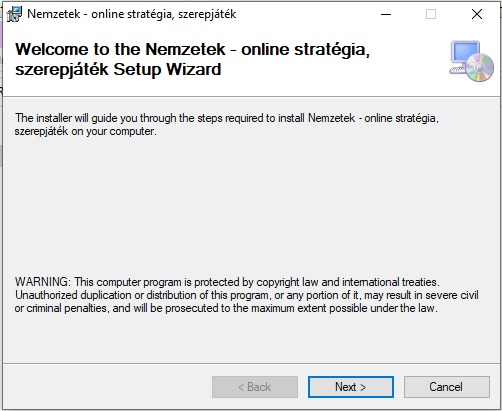 Nemzetek - online stratégia, szerepjáték
Welcome to the Nemzetek - online stratégia,
szerepjáték Setup Wizard
The installer will guide you through the steps required to install Nemzetek - online stratégia,
szerepjáték on your computer.
WARNING: This computer program is protected by copyright law and international treaties.
Unauthorized duplication or distribution of this program, or any portion of it, may result in severe civil
or criminal penalties, and will be prosecuted to the maximum extent possible under the law.
< Back
Next >
Cancel